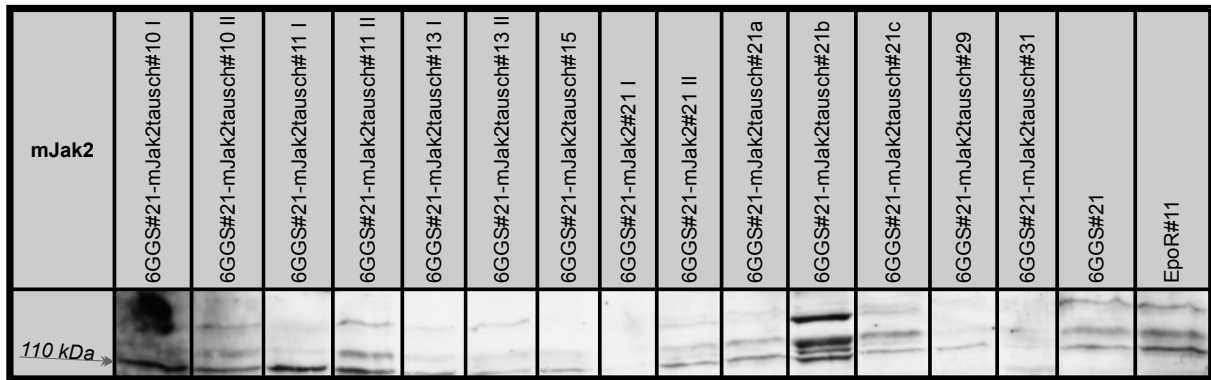 mJak2
6GGS#21-mJak2tausch#10 I
6GGS#21-mJak2tausch#10 II
6GGS#21-mJak2tausch#11 I
6GGS#21-mJak2tausch#11 II
6GGS#21-mJak2tausch#13 I
6GGS#21-mJak2tausch#13 II
6GGS#21-mJak2tausch#15
6GGS#21-mJak2#21 I
6GGS#21-mJak2#21 II
6GGS#21-mJak2tausch#21a
6GGS#21-mJak2tausch#21b
6GGS#21-mJak2tausch#21c
6GGS#21-mJak2tausch#29
6GGS#21-mJak2tausch#31
6GGS#21
EpoR#11
110 kDa